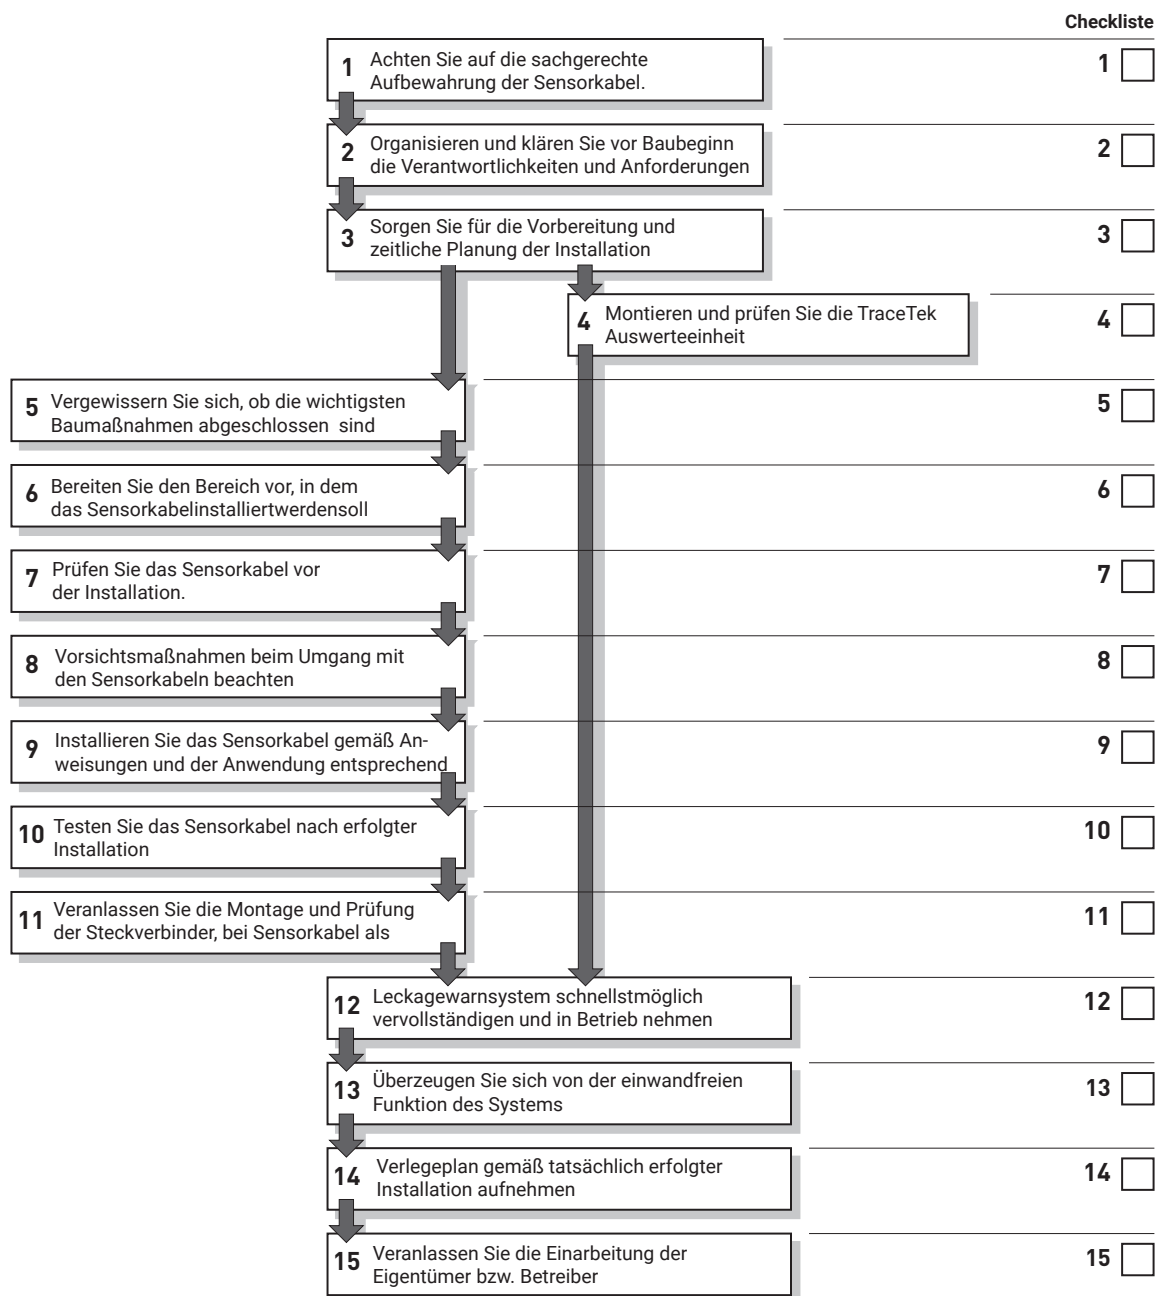 Checkliste
1 Achten Sie auf die sachgerechte
Aufbewahrung der Sensorkabel.
1
2 Organisieren und klären Sie vor Baubeginn
die Verantwortlichkeiten und Anforderungen
2
3 Sorgen Sie für die Vorbereitung und
zeitliche Planung der Installation
3
4 Montieren und prüfen Sie die TraceTek
Auswerteeinheit
4
5 Vergewissern Sie sich, ob die wichtigsten
Baumaßnahmen abgeschlossen sind
5
6 Bereiten Sie den Bereich vor, in dem
das Sensorkabelinstalliertwerdensoll
6
7 Prüfen Sie das Sensorkabel vor
der Installation.
7
8 Vorsichtsmaßnahmen beim Umgang mit
den Sensorkabeln beachten
8
9 Installieren Sie das Sensorkabel gemäß An-
weisungen und der Anwendung entsprechend
9
10 Testen Sie das Sensorkabel nach erfolgter
Installation
10
11 Veranlassen Sie die Montage und Prüfung
der Steckverbinder, bei Sensorkabel als
11
12 Leckagewarnsystem schnellstmöglich
vervollständigen und in Betrieb nehmen
12
13 Überzeugen Sie sich von der einwandfreien
Funktion des Systems
13
14 Verlegeplan gemäß tatsächlich erfolgter
Installation aufnehmen
14
15 Veranlassen Sie die Einarbeitung der
Eigentümer bzw. Betreiber
15